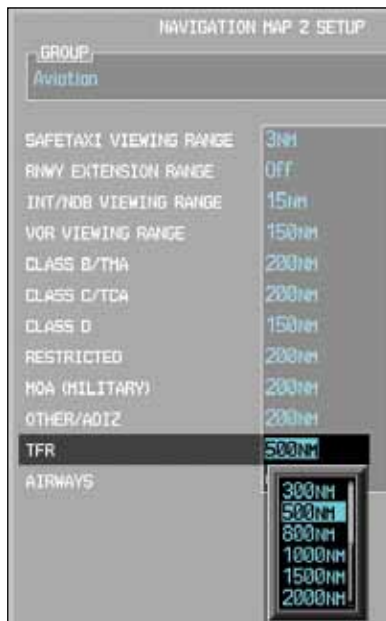 NAVIGATION MAP 2 SETUP
GROUP
Aviation
SAFETAXI VIEWING RANGE 3NM
RNWY EXTENSION RANGE Off
INT/NDB VIEWING RANGE 15NM
VOR VIEWING RANGE 150NM
CLASS B/TMA 200NM
CLASS C/TCA 200NM
CLASS D 150NM
RESTRICTED 200NM
MOA (MILITARY) 200NM
OTHER/ADIZ 200NM
TFR 500NM
AIRWAYS
300NM
500NM
800NM
1000NM
1500NM
2000NM